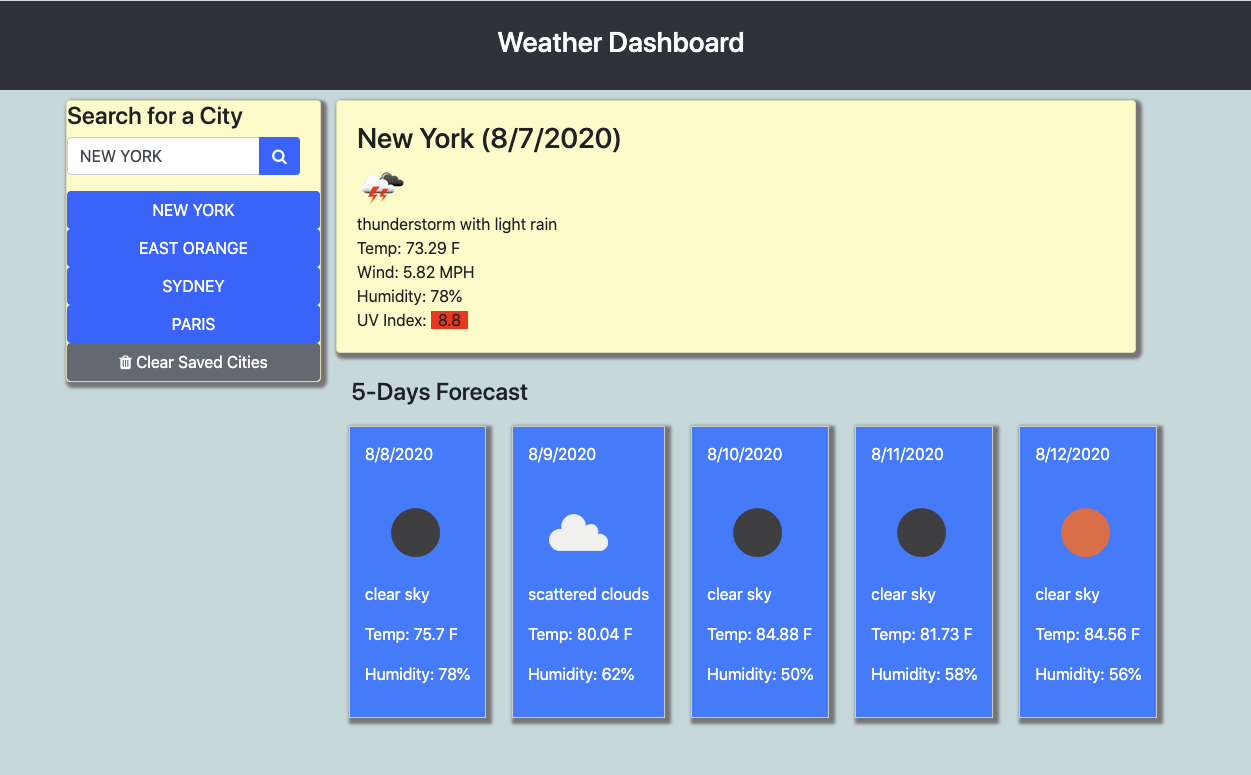 Weather Dashboard
Search for a City
NEW YORK
NEW YORK
EAST ORANGE
SYDNEY
PARIS
Clear Saved Cities
New York (8/7/2020)
thunderstorm with light rain
Temp: 73.29 F
Wind: 5.82 MPH
Humidity: 78%
UV Index: 8.8
5-Days Forecast
8/8/2020
clear sky
Temp: 75.7 F
Humidity: 78%
8/9/2020
scattered clouds
Temp: 80.04 F
Humidity: 62%
8/10/2020
clear sky
Temp: 84.88 F
Humidity: 50%
8/11/2020
clear sky
Temp: 81.73 F
Humidity: 58%
8/12/2020
clear sky
Temp: 84.56 F
Humidity: 56%